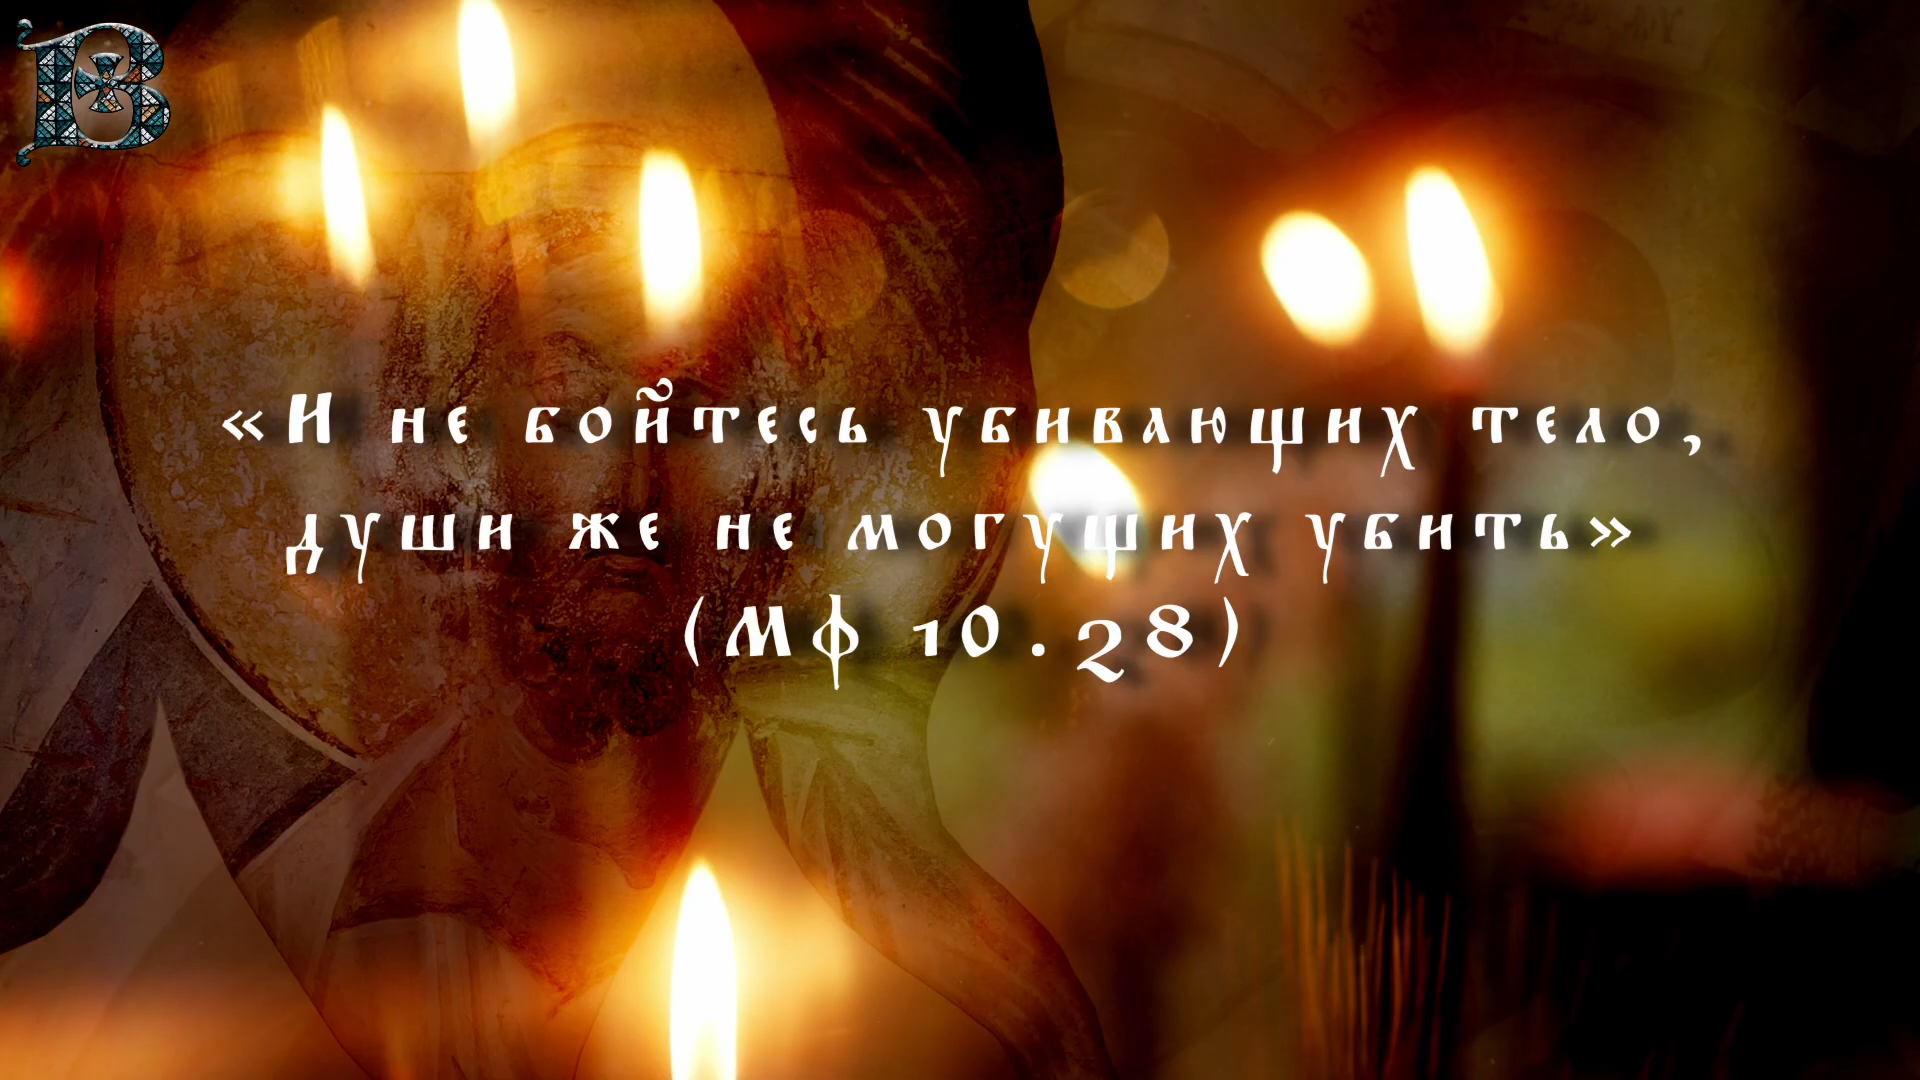 В
«И не бойтесь убивающих тело,
души же не могущих убить»
(Мф 10.28)